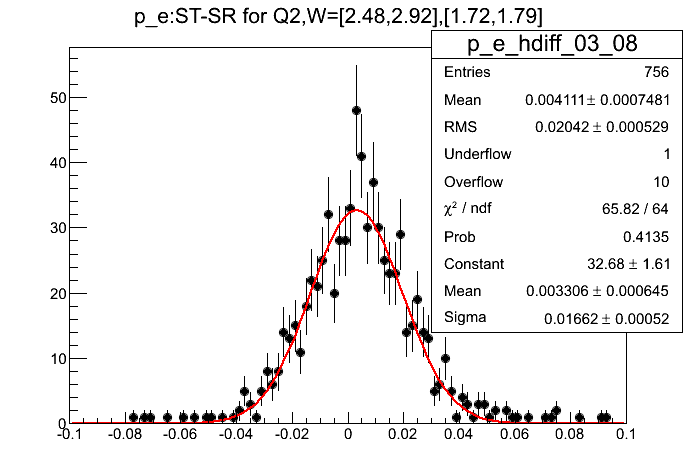 p_e:ST-SR for Q2,W=[2.48,2.92],[1.72,1.79]
p_e_hdiff_03_08
Entries 756
Mean 0.004111± 0.0007481
RMS 0.02042 ± 0.000529
Underflow 1
Overflow 10
χ² / ndf 65.82 / 64
Prob 0.4135
Constant 32.68 ± 1.61
Mean 0.003306 ± 0.000645
Sigma 0.01662 ± 0.00052
50
40
30
20
10
0
-0.1 -0.08 -0.06 -0.04 -0.02 0 0.02 0.04 0.06 0.08 0.1